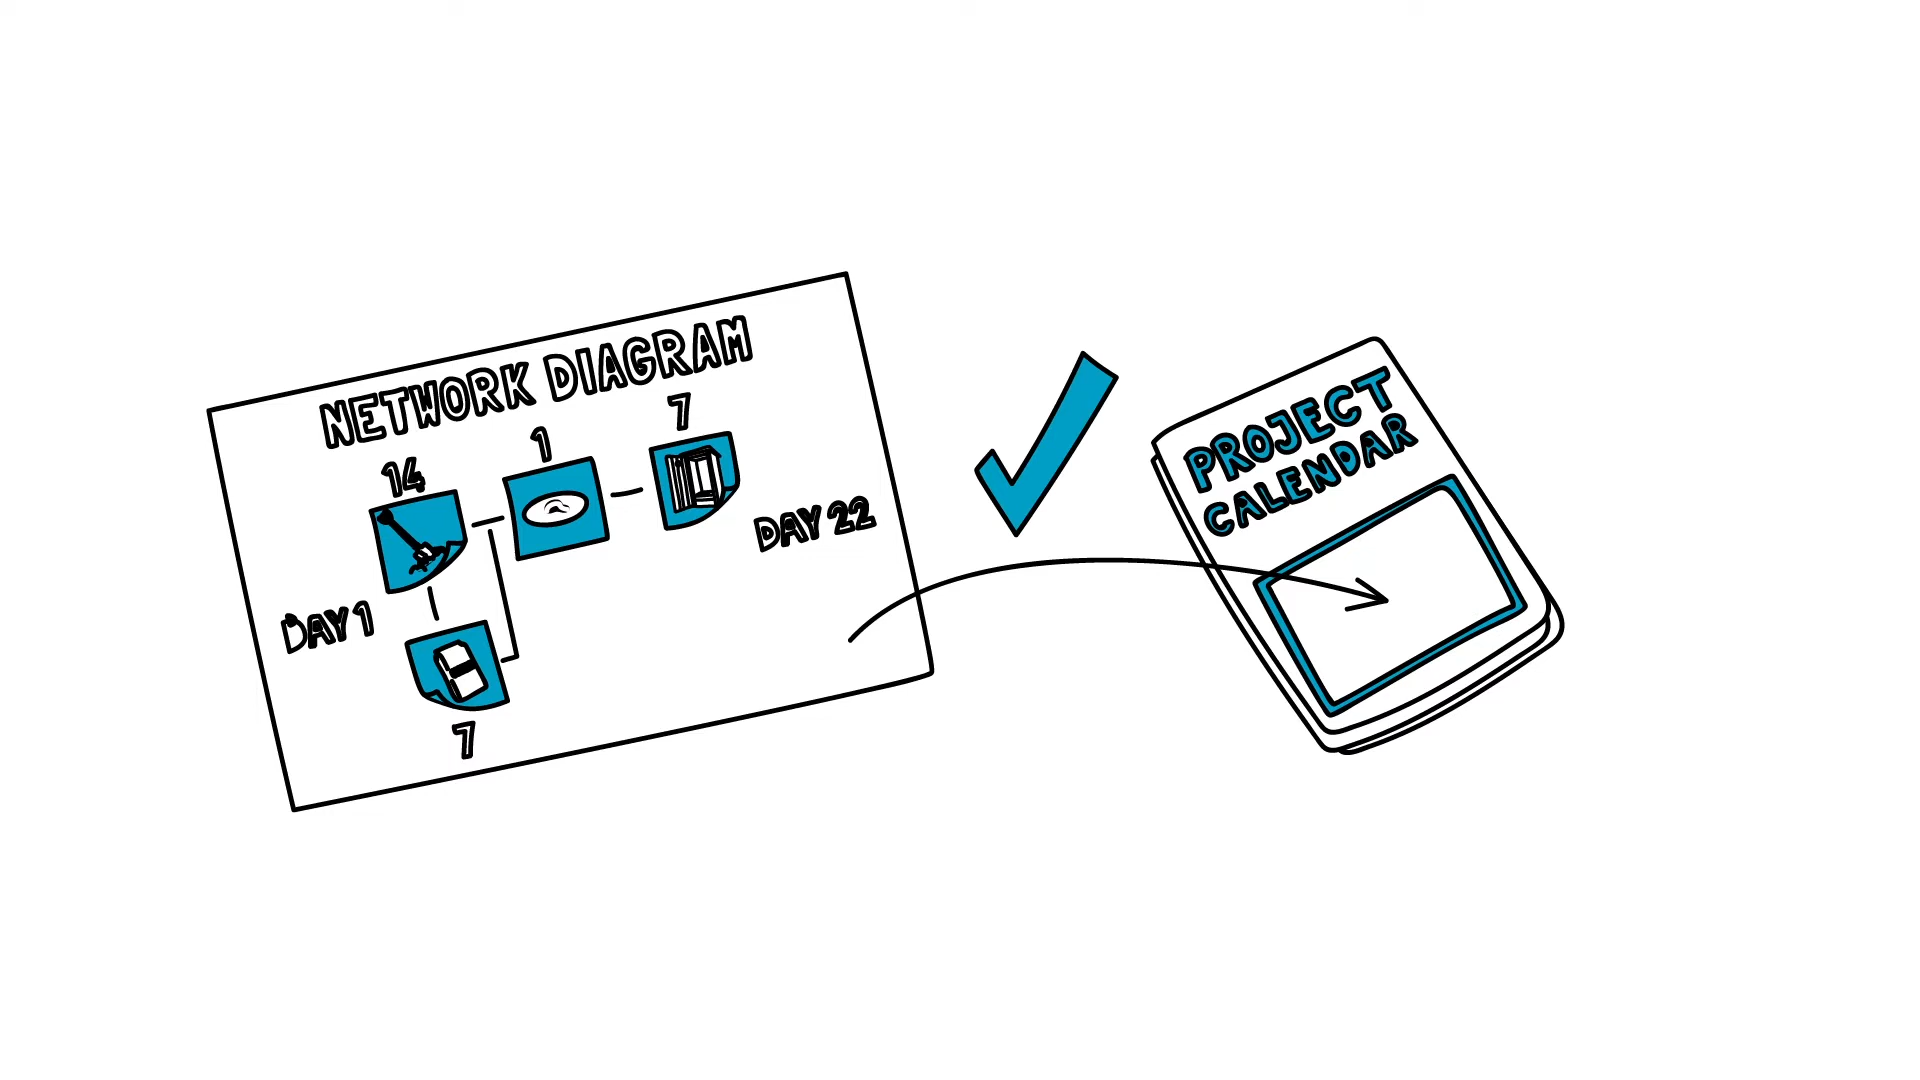 NETWORK DIAGRAM
14
1
7
DAY 1
DAY 22
7
PROJECT
CALENDAR